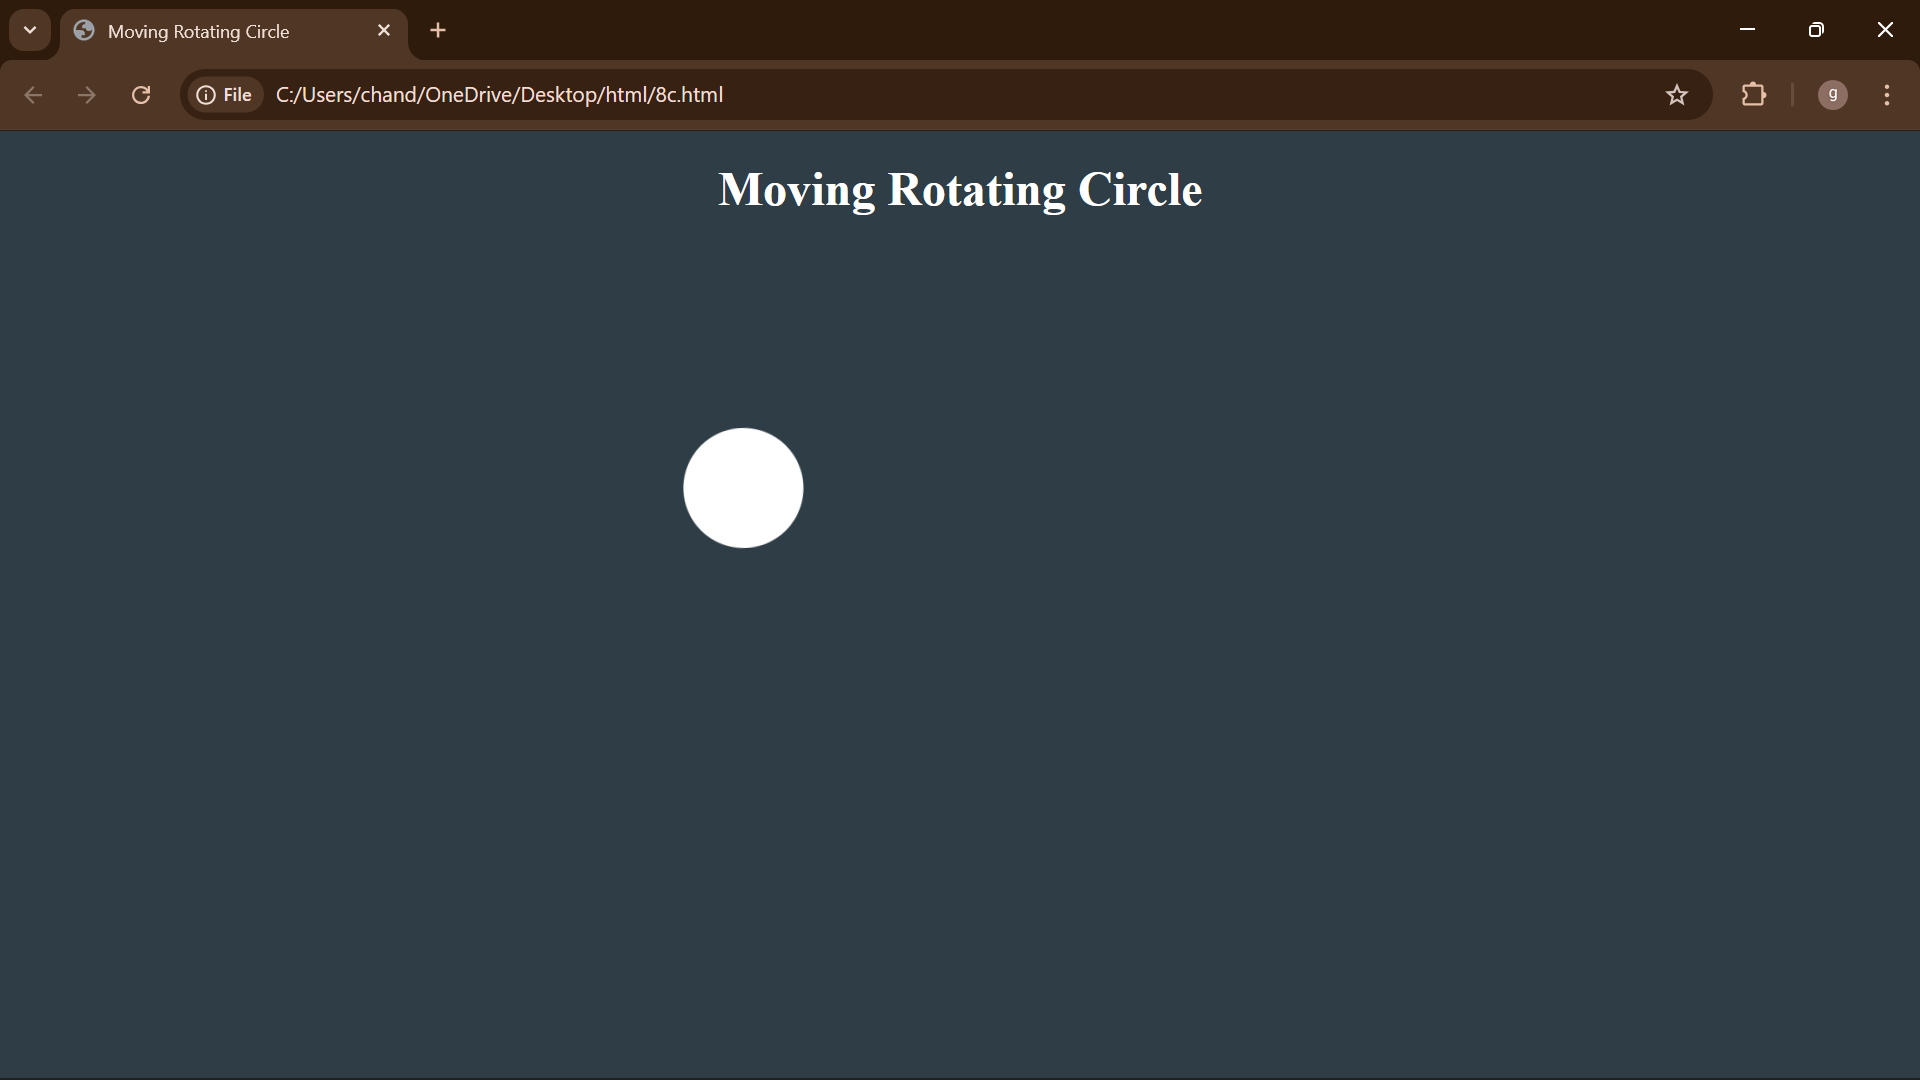 Moving Rotating Circle
File C:/Users/chand/OneDrive/Desktop/html/8c.html
g
Moving Rotating Circle